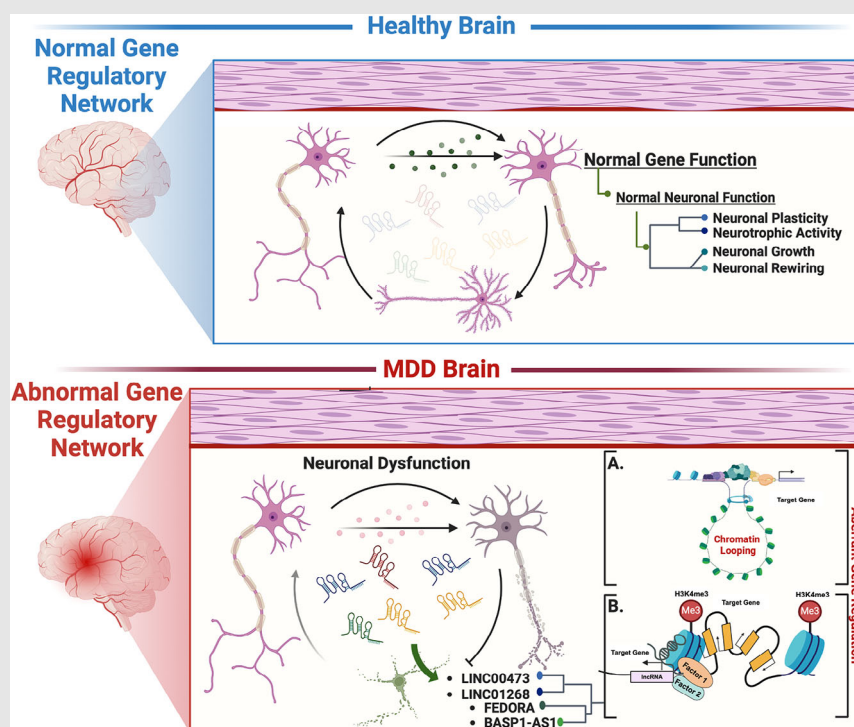 Healthy Brain
Normal Gene
Regulatory
Network
Normal Gene Function
Normal Neuronal Function
Neuronal Plasticity
Neurotrophic Activity
Neuronal Growth
Neuronal Rewiring
MDD Brain
Abnormal Gene
Regulatory
Network
Neuronal Dysfunction
LINC00473
LINC01268
FEDORA
BASP1-AS1
A.
Target Gene
Chromatin
Looping
B.
H3K4me3
Me3
Target Gene
H3K4me3
Me3
Target Gene
lncRNA
Factor 1
Factor 2